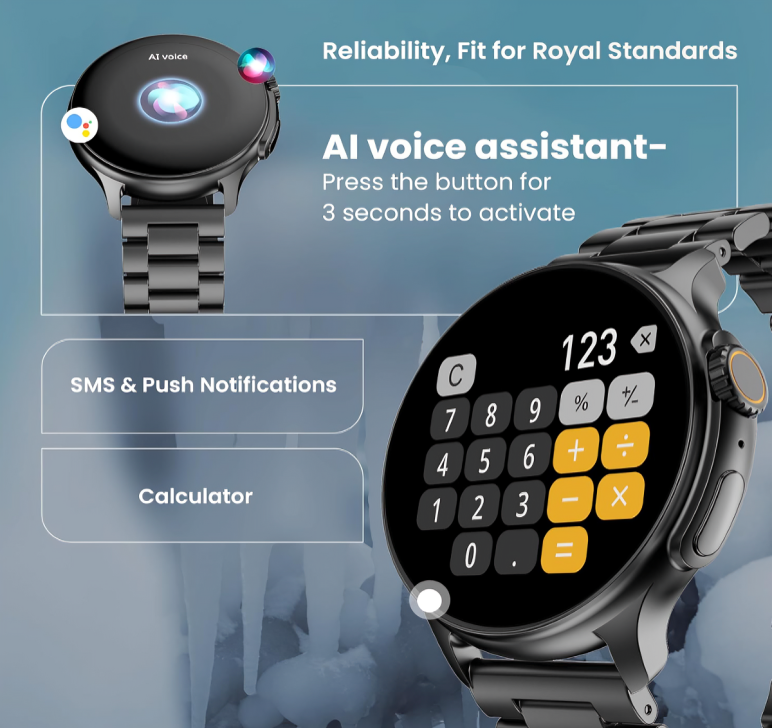 AI voice
Reliability, Fit for Royal Standards
AI voice assistant-
Press the button for
3 seconds to activate
SMS & Push Notifications
Calculator
123
C
7 8 9 % +/-
4 5 6 + ÷
1 2 3 − ×
0 . =